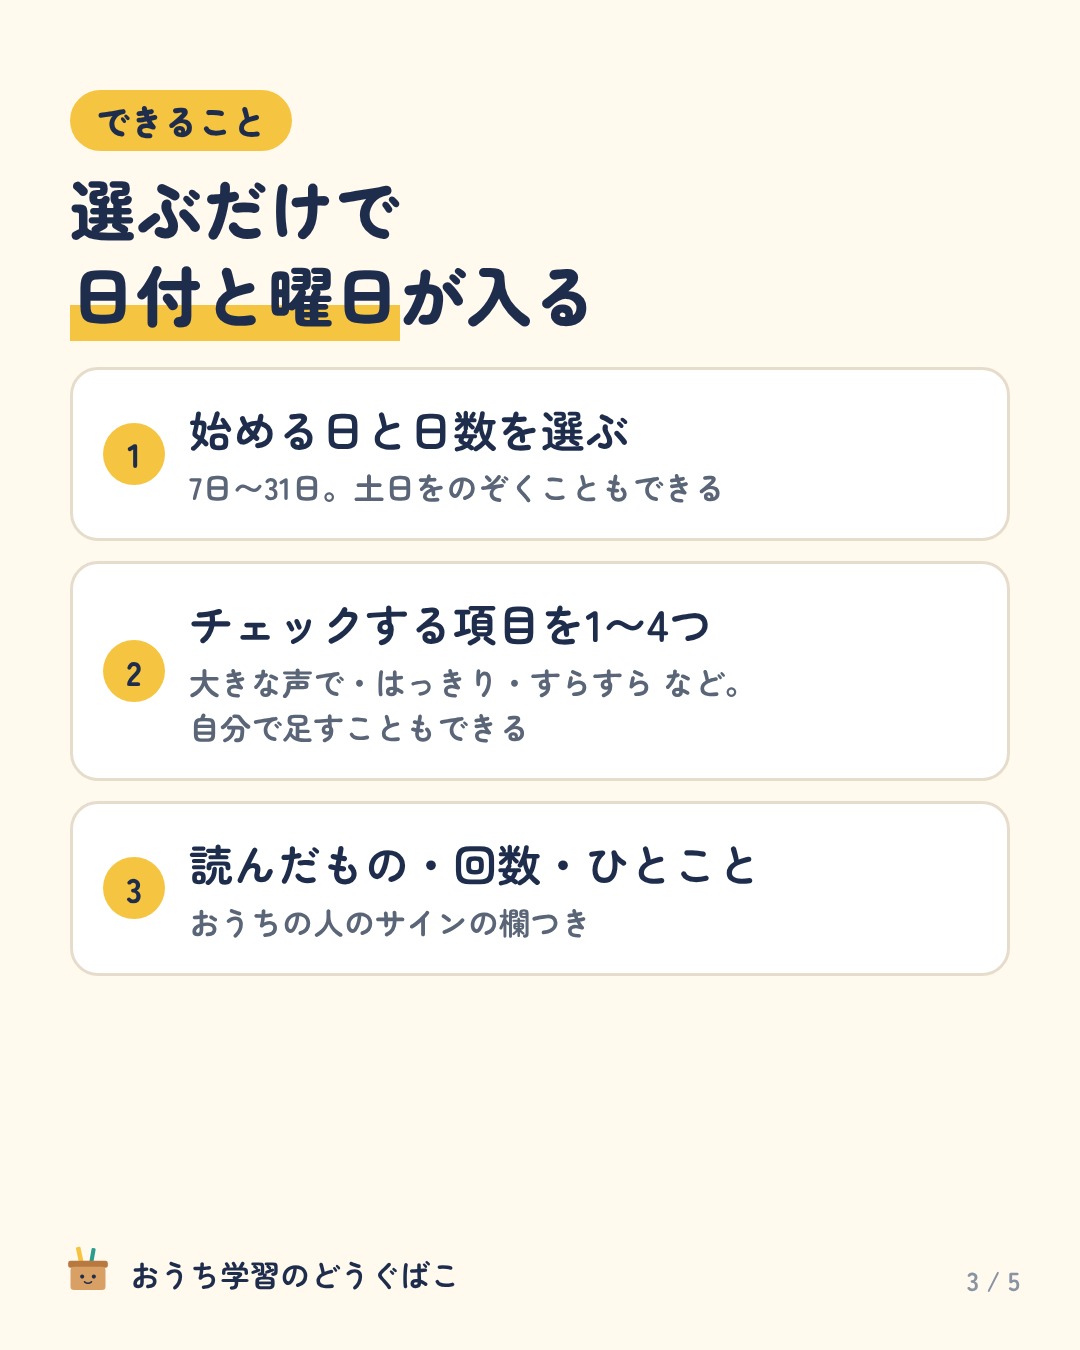 できること
選ぶだけで
日付と曜日が入る
1
始める日と日数を選ぶ
7日〜31日。土日をのぞくこともできる
2
チェックする項目を1〜4つ
大きな声で・はっきり・すらすら など。
自分で足すこともできる
3
読んだもの・回数・ひとこと
おうちの人のサインの欄つき
おうち学習のどうぐばこ
3 / 5